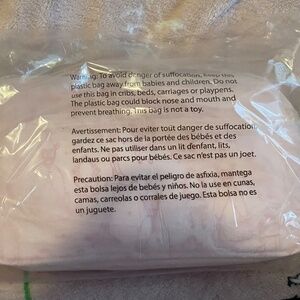 Warning: To avoid danger of suffocation, keep this
plastic bag away from babies and children. Do not
use this bag in cribs, beds, carriages or playpens.
The plastic bag could block nose and mouth and
prevent breathing. This bag is not a toy.
Avertissement: Pour eviter tout danger de suffocation,
gardez ce sac hors de la portée des bébés et des
enfants. Ne pas utiliser dans un lit d'enfant, lits,
landaus ou parcs pour bébés. Ce sac n'est pas un joet.
Precaución: Para evitar el peligro de asfixia, mantega
esta bolsa lejos de bebés y niños. No la use en cunas,
camas, carreolas o corrales de juego. Esta bolsa no es
un juguete.